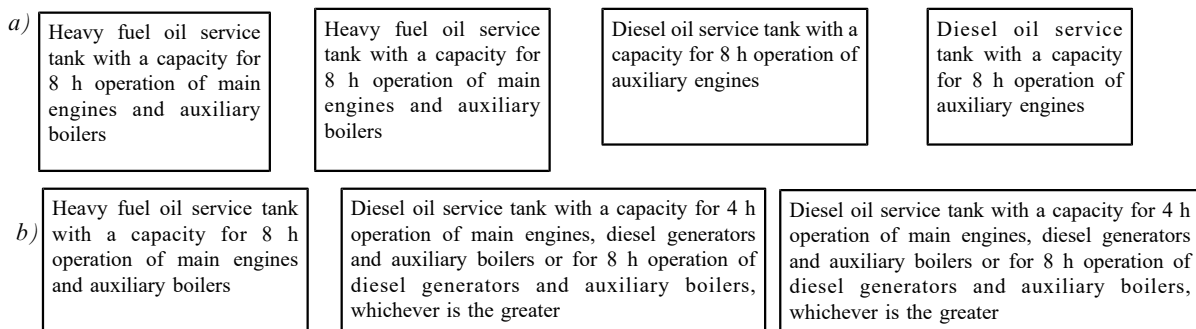 a)
Heavy fuel oil service
tank with a capacity for
8 h operation of main
engines and auxiliary
boilers
Heavy fuel oil service
tank with a capacity for
8 h operation of main
engines and auxiliary
boilers
Diesel oil service tank with a
capacity for 8 h operation of
auxiliary engines
Diesel oil service
tank with a capacity
for 8 h operation of
auxiliary engines
b)
Heavy fuel oil service tank
with a capacity for 8 h
operation of main engines
and auxiliary boilers
Diesel oil service tank with a capacity for 4 h
operation of main engines, diesel generators
and auxiliary boilers or for 8 h operation of
diesel generators and auxiliary boilers,
whichever is the greater
Diesel oil service tank with a capacity for 4 h
operation of main engines, diesel generators
and auxiliary boilers or for 8 h operation of
diesel generators and auxiliary boilers,
whichever is the greater